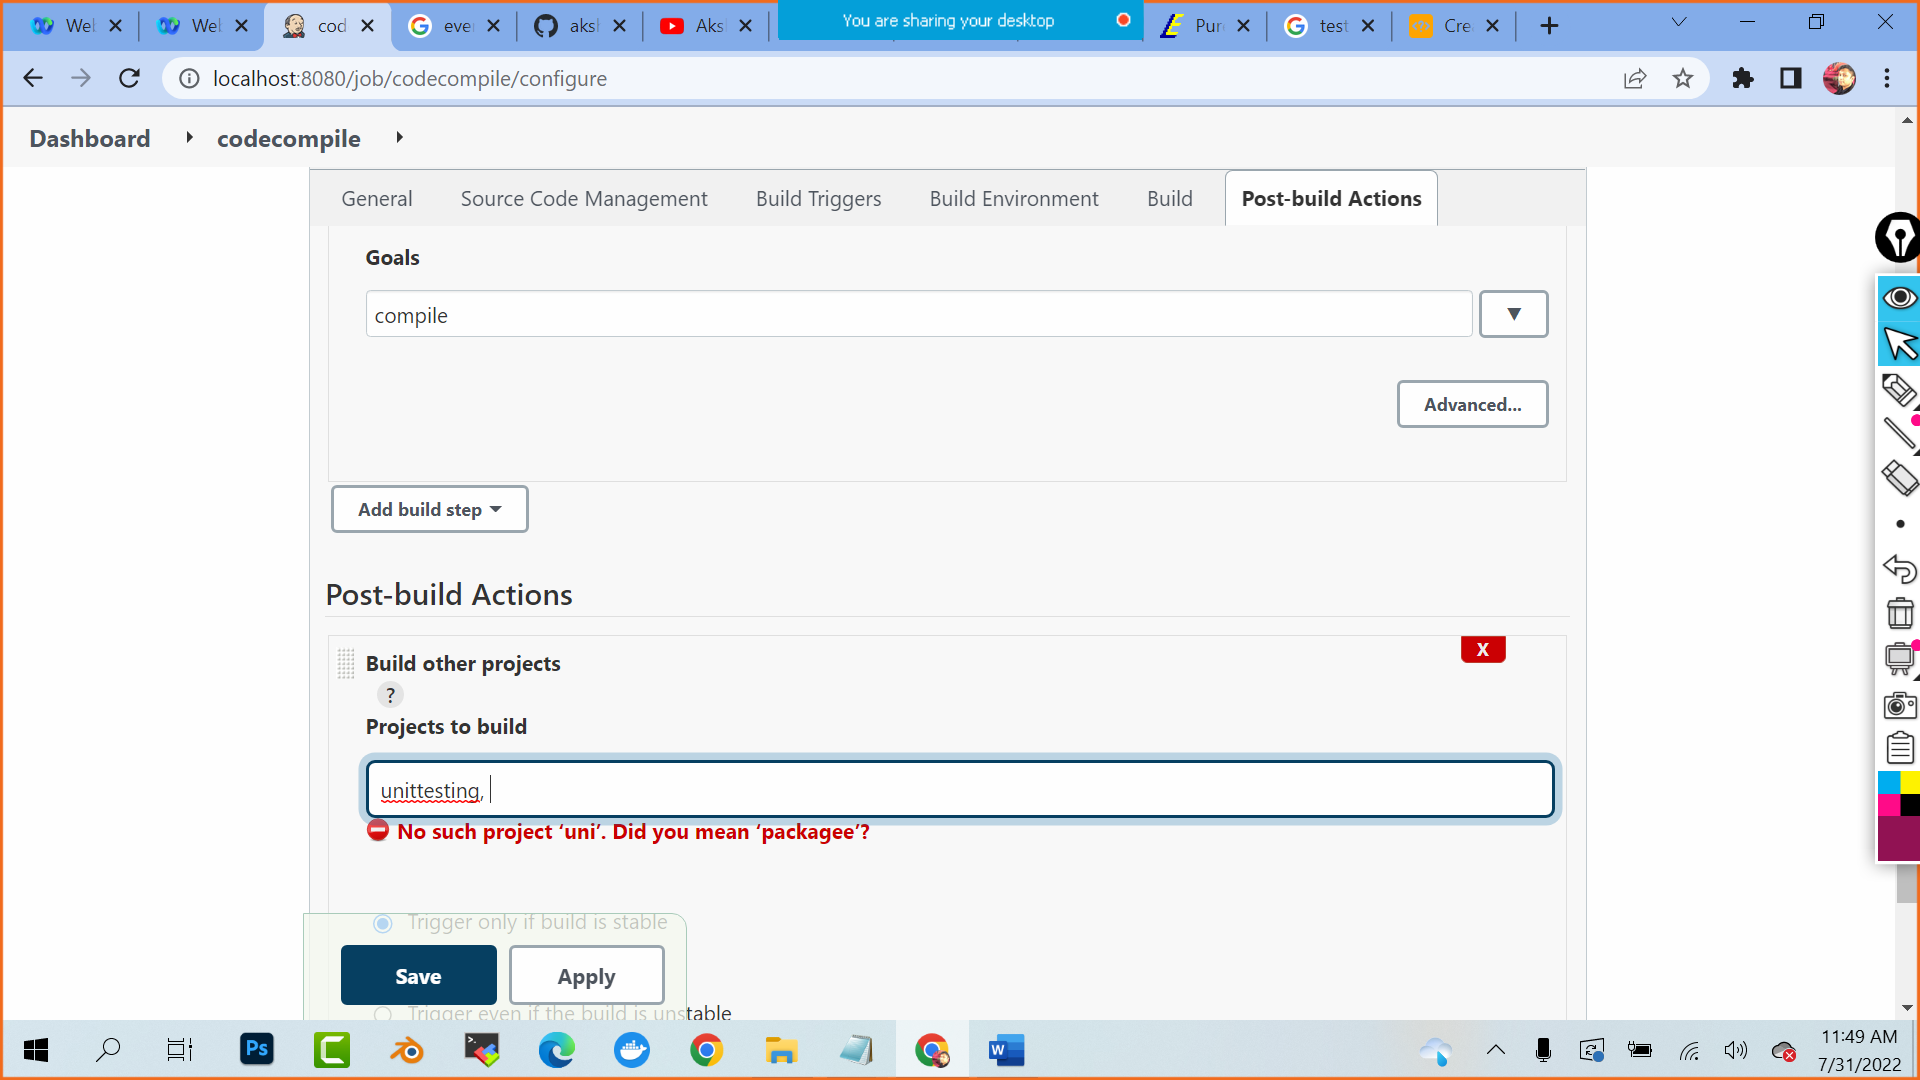 Wel
Wel
cod
eve
aks
Aks
You are sharing your desktop
Pur
test
Cre
localhost:8080/job/codecompile/configure
Dashboard
codecompile
General
Source Code Management
Build Triggers
Build Environment
Build
Post-build Actions
Goals
compile
Advanced...
Add build step
Post-build Actions
X
Build other projects
?
Projects to build
unittesting,
No such project ‘uni’. Did you mean ‘packagee’?
Trigger only if build is stable
Save
Apply
Trigger even if the build is unstable
Ps
C
W
11:49 AM
7/31/2022